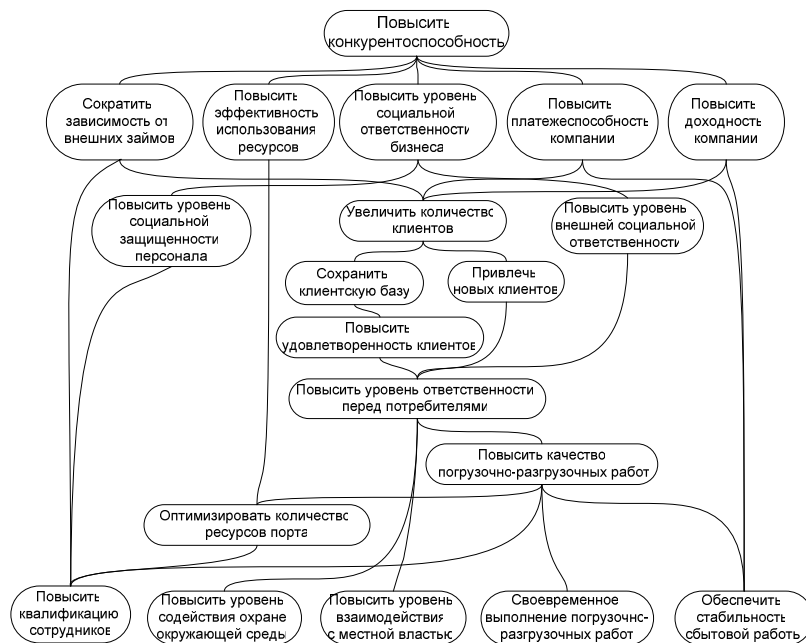 Повысить
конкурентоспособность
Сократить
зависимость от
внешних займов
Повысить
эффективность
использования
ресурсов
Повысить уровень
социальной
ответственности
бизнеса
Повысить
платежеспособность
компании
Повысить
доходность
компании
Повысить уровень
социальной
защищенности
персонала
Увеличить количество
клиентов
Повысить уровень
внешней социальной
ответственности
Сохранить
клиентскую базу
Привлечь
новых клиентов
Повысить
удовлетворенность клиентов
Повысить уровень ответственности
перед потребителями
Повысить качество
погрузочно-разгрузочных работ
Оптимизировать количество
ресурсов порта
Повысить
квалификацию
сотрудников
Повысить уровень
содействия охране
окружающей среды
Повысить уровень
взаимодействия
с местной властью
Своевременное
выполнение погрузочно-
разгрузочных работ
Обеспечить
стабильность
сбытовой работы